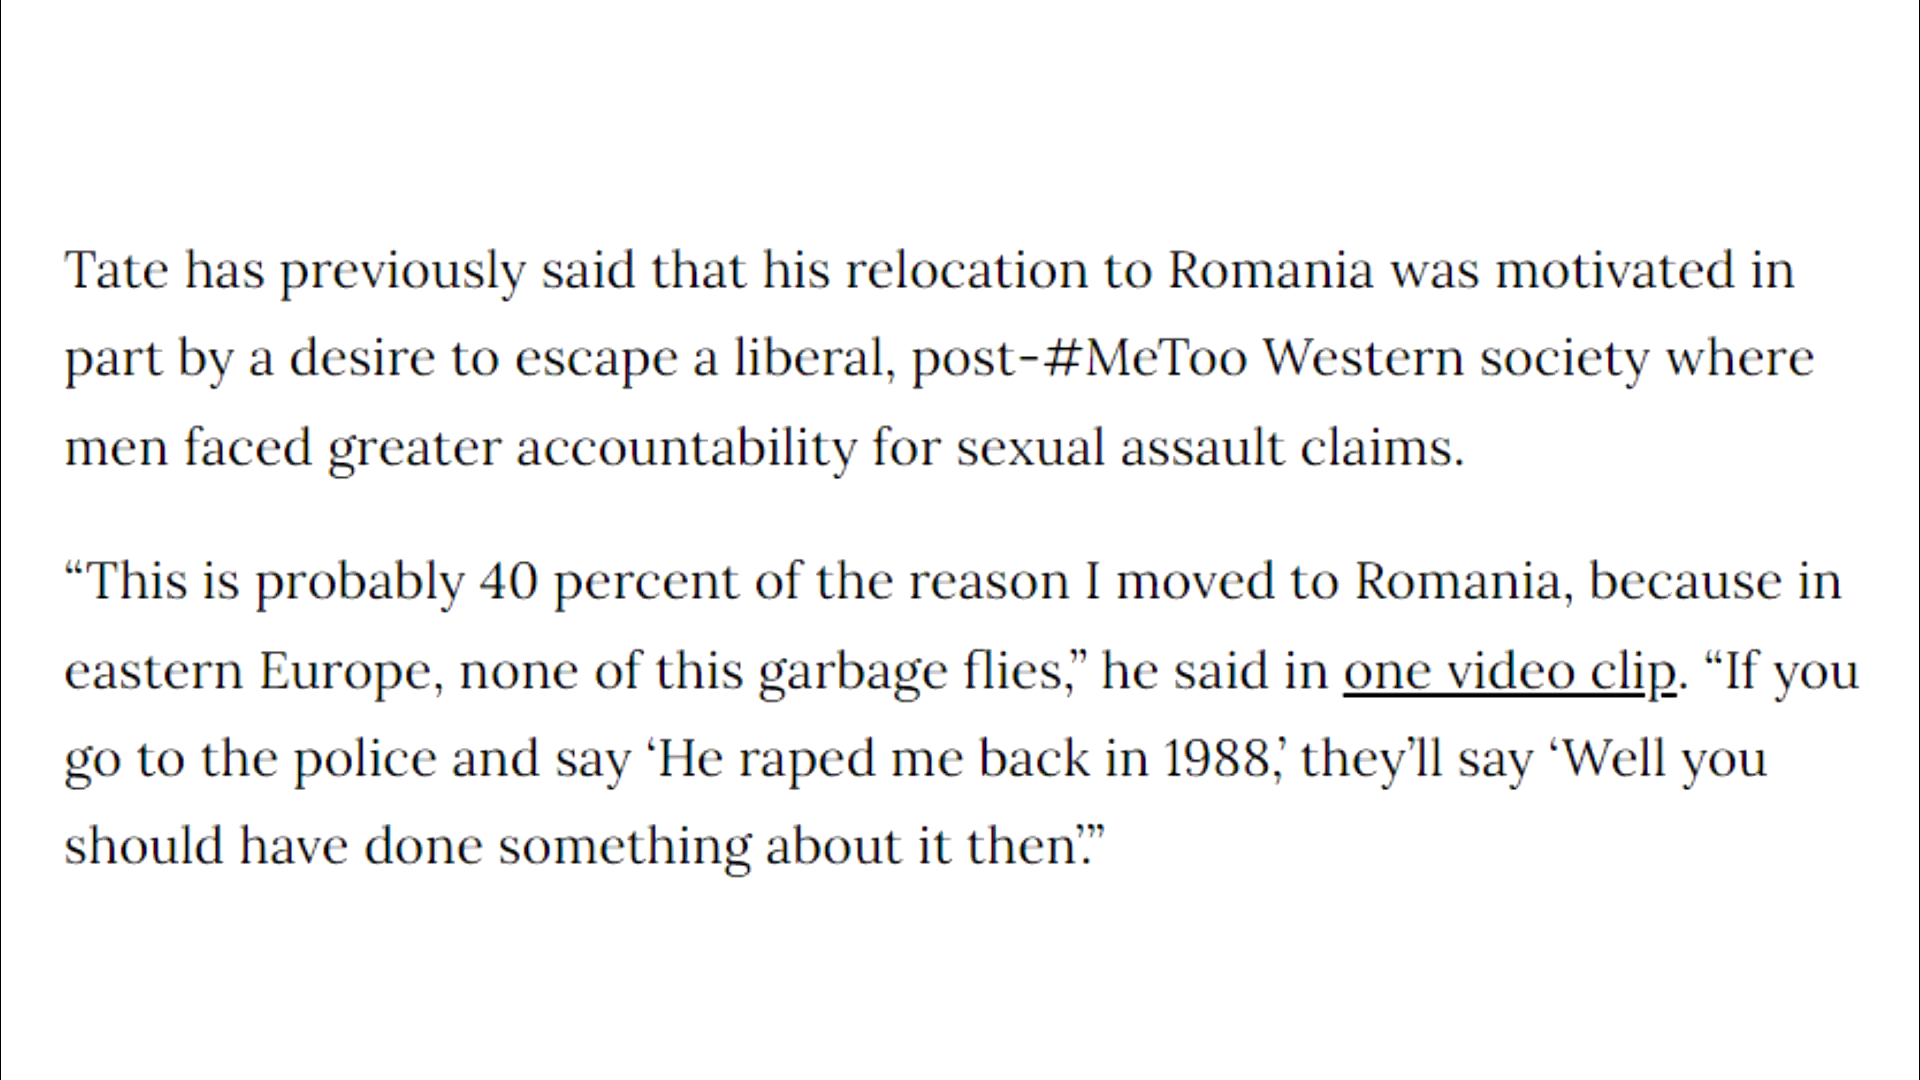 Tate has previously said that his relocation to Romania was motivated in
part by a desire to escape a liberal, post-#MeToo Western society where
men faced greater accountability for sexual assault claims.
“This is probably 40 percent of the reason I moved to Romania, because in
eastern Europe, none of this garbage flies,” he said in one video clip. “If you
go to the police and say ‘He raped me back in 1988,’ they’ll say ‘Well you
should have done something about it then’.”